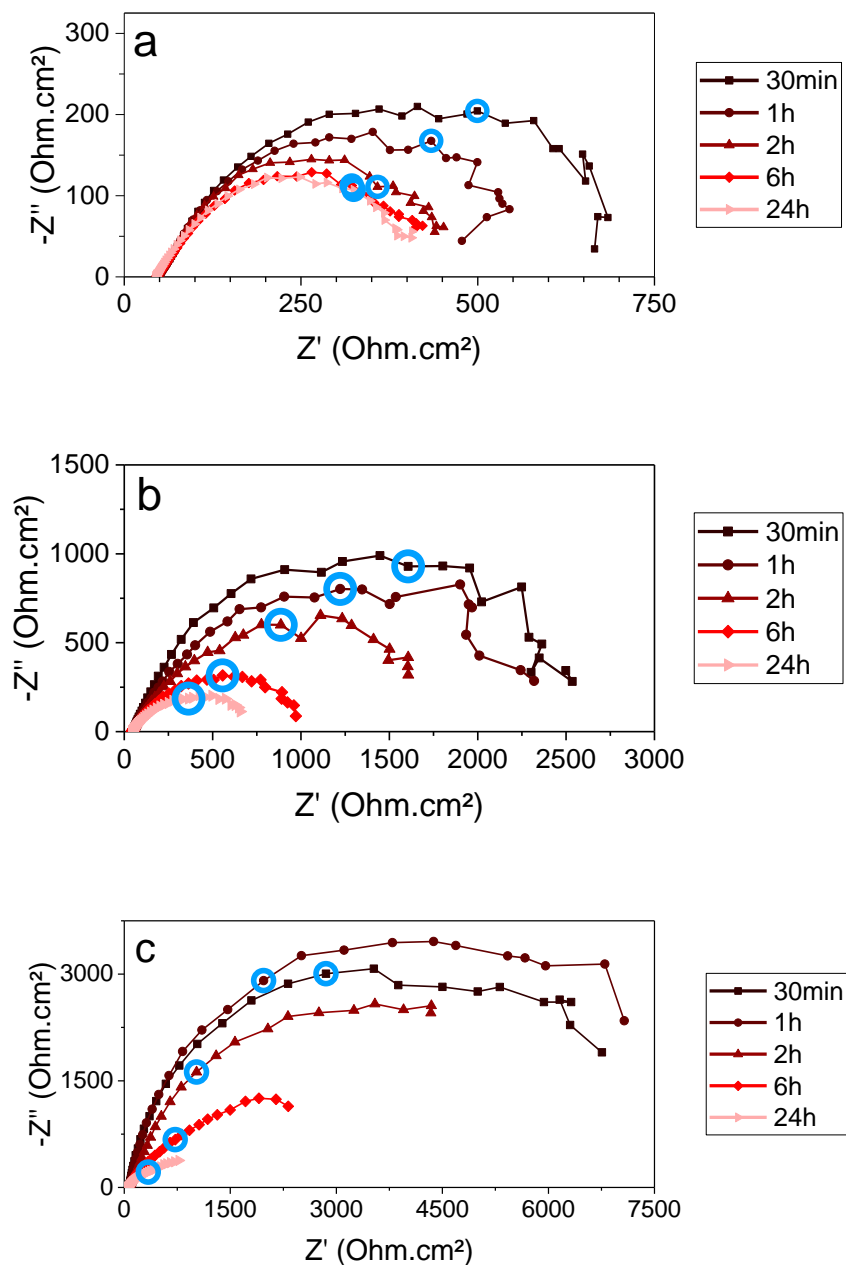 a
300
200
100
0
-Z'' (Ohm.cm²)
0 250 500 750
Z' (Ohm.cm²)
30min
1h
2h
6h
24h
b
1500
1000
500
0
-Z'' (Ohm.cm²)
0 500 1000 1500 2000 2500 3000
Z' (Ohm.cm²)
30min
1h
2h
6h
24h
c
3000
1500
0
-Z'' (Ohm.cm²)
0 1500 3000 4500 6000 7500
Z' (Ohm.cm²)
30min
1h
2h
6h
24h